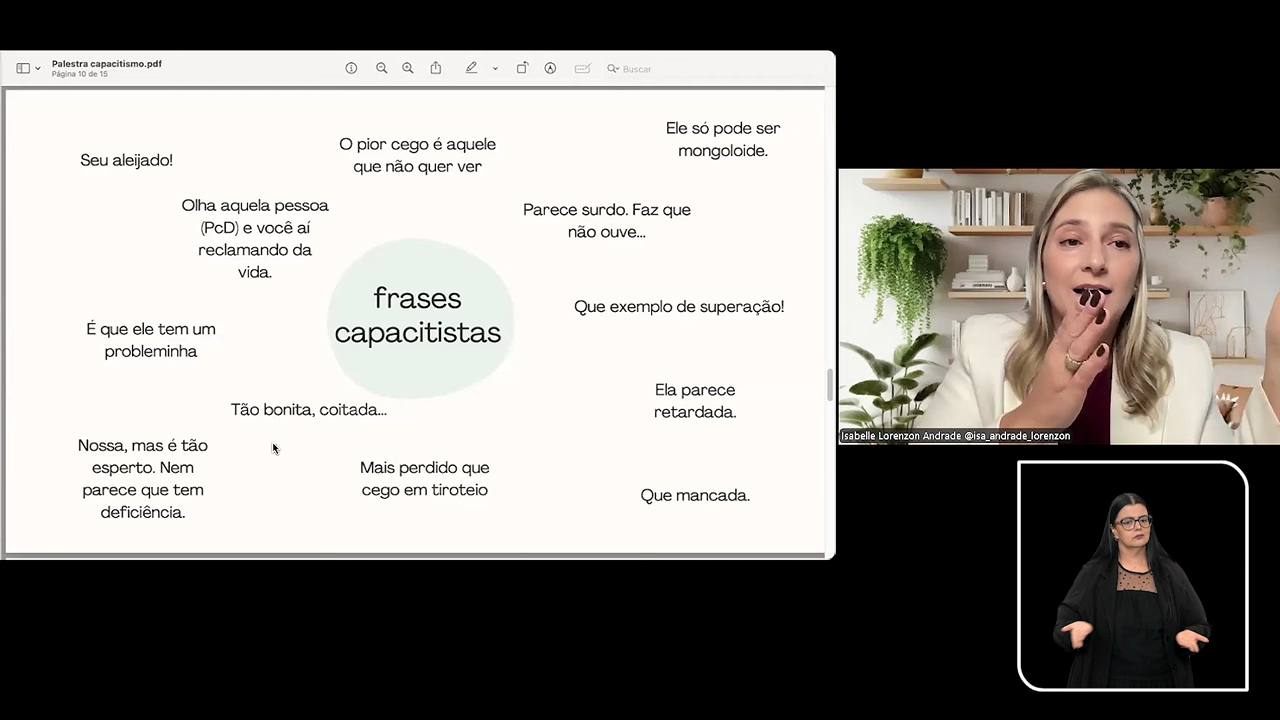 Palestra capacitismo.pdf
Página 10 de 15
Buscar
Seu aleijado!
O pior cego é aquele
que não quer ver
Ele só pode ser
mongoloide.
Olha aquela pessoa
(PcD) e você aí
reclamando da
vida.
Parece surdo. Faz que
não ouve...
frases
capacitistas
Que exemplo de superação!
É que ele tem um
probleminha
Ela parece
retardada.
Tão bonita, coitada...
Nossa, mas é tão
esperto. Nem
parece que tem
deficiência.
Mais perdido que
cego em tiroteio
Que mancada.
Isabelle Lorenzon Andrade @isa_andrade_lorenzon